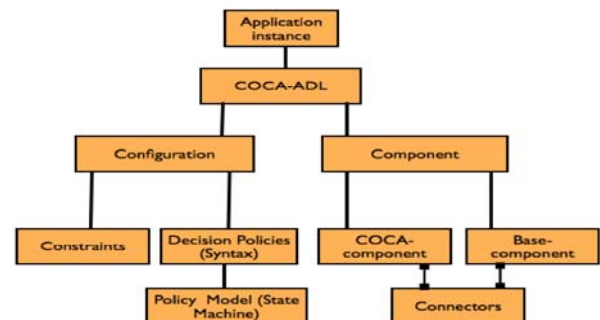 Application
instance
COCA-ADL
Configuration
Component
Constraints
Decision Policies
(Syntax)
COCA-
component
Base-
component
Policy Model (State
Machine)
Connectors